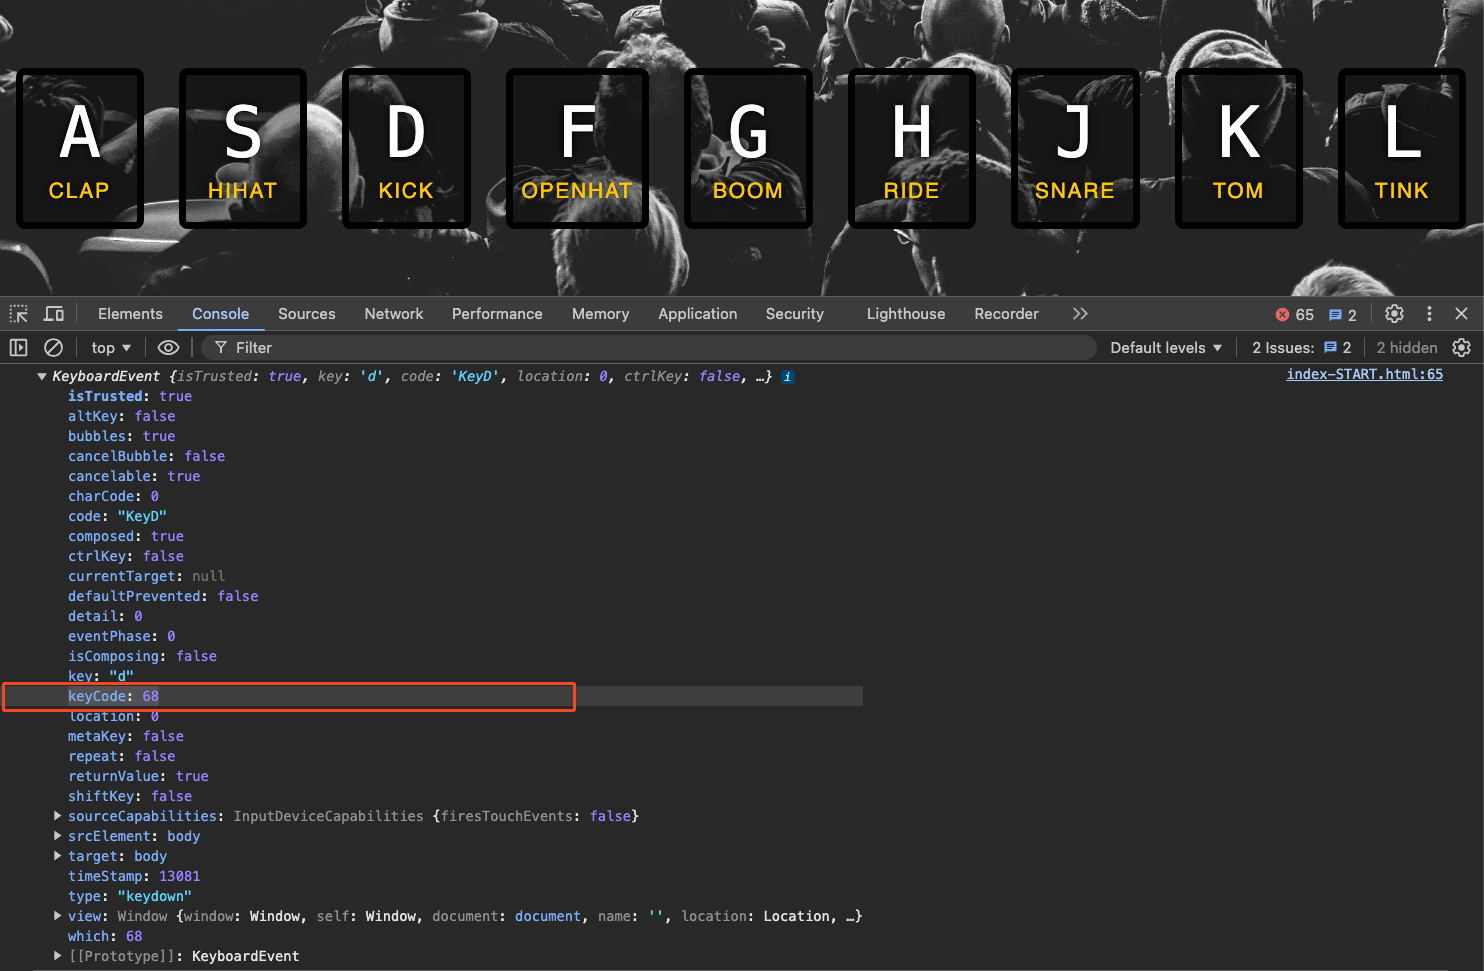 A S D F G H J K L
CLAP HIHAT KICK OPENHAT BOOM RIDE SNARE TOM TINK
Elements Console Sources Network Performance Memory Application Security Lighthouse Recorder 65 2
top Filter Default levels 2 Issues: 2 2 hidden
KeyboardEvent {isTrusted: true, key: 'd', code: 'KeyD', location: 0, ctrlKey: false, …} i index-START.html:65
isTrusted: true
altKey: false
bubbles: true
cancelBubble: false
cancelable: true
charCode: 0
code: "KeyD"
composed: true
ctrlKey: false
currentTarget: null
defaultPrevented: false
detail: 0
eventPhase: 0
isComposing: false
key: "d"
keyCode: 68
location: 0
metaKey: false
repeat: false
returnValue: true
shiftKey: false
sourceCapabilities: InputDeviceCapabilities {firesTouchEvents: false}
srcElement: body
target: body
timeStamp: 13081
type: "keydown"
view: Window {window: Window, self: Window, document: document, name: '', location: Location, …}
which: 68
[[Prototype]]: KeyboardEvent